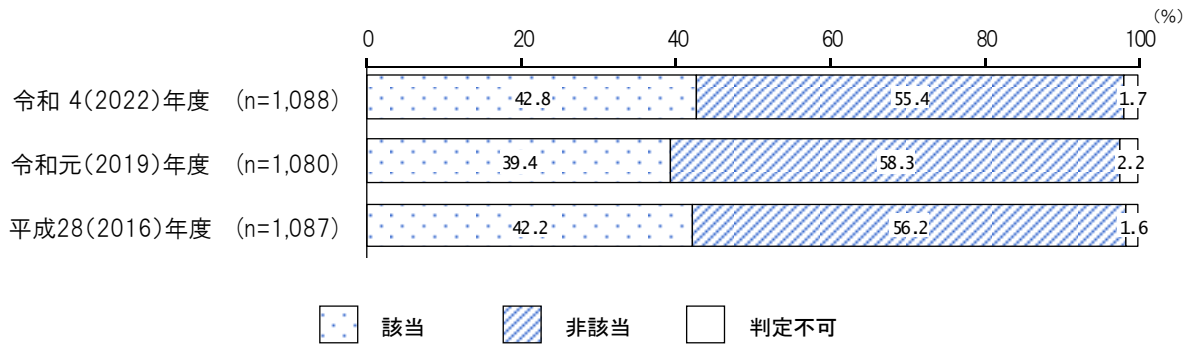 (%)
0 20 40 60 80 100
令和 4(2022)年度 (n=1,088) 42.8 55.4 1.7
令和元(2019)年度 (n=1,080) 39.4 58.3 2.2
平成28(2016)年度 (n=1,087) 42.2 56.2 1.6
該当 非該当 判定不可